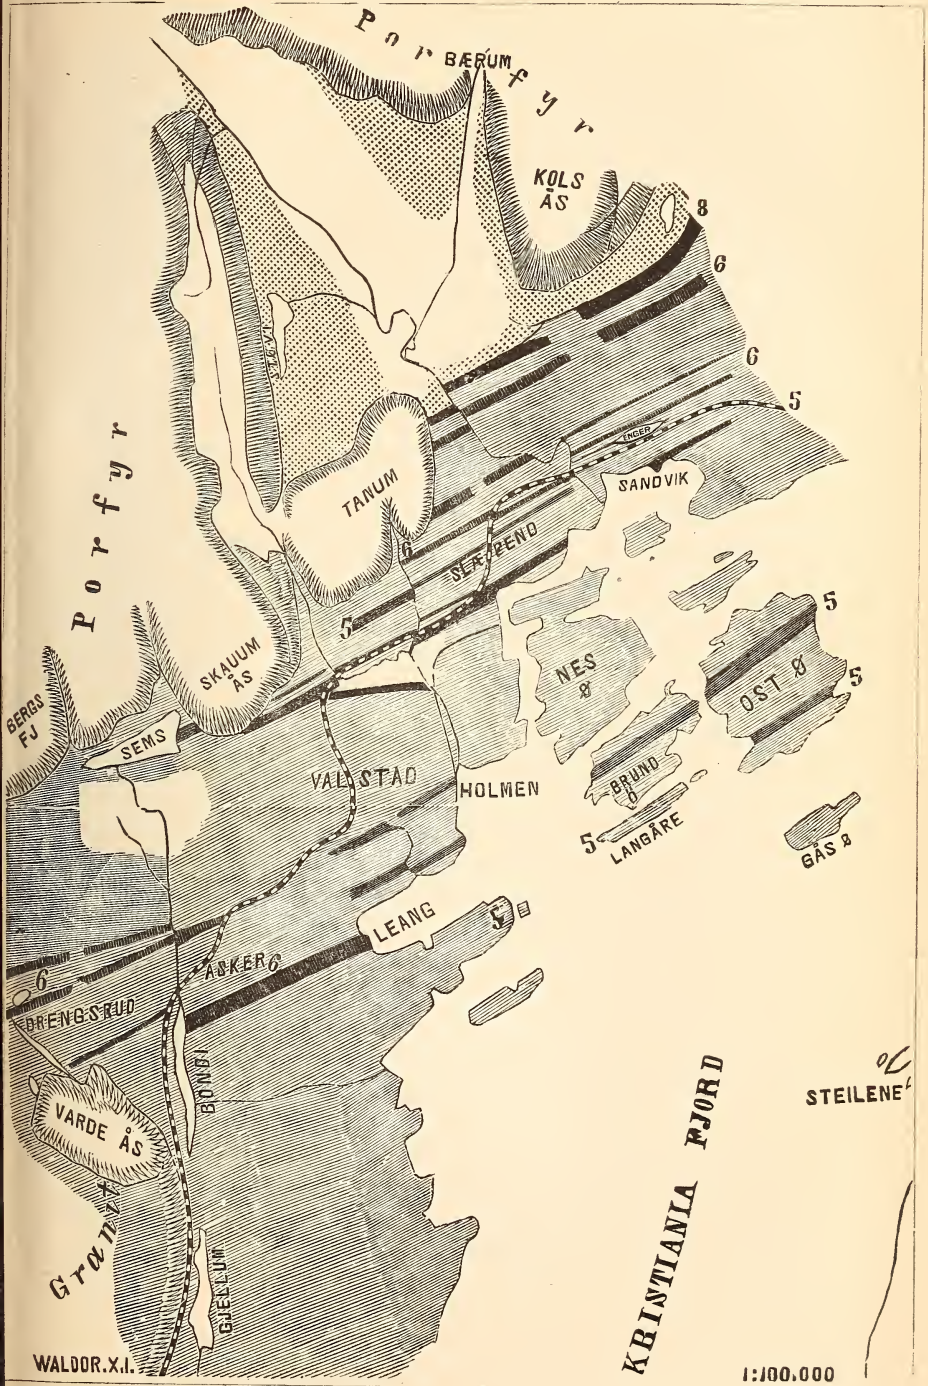 Porfyr
BÆRUM
KOLS
ÅS
8
6
6
5
ENGER
SANDVIK
TANUM
6
SLÆPEND
5
Porfyr
SKAUUM
ÅS
BERGS
FJ
SEMS
NES
Ø
OST Ø
5
5
BRUND
Ö
5
LANGÅRE
GÅS Ø
VALSTAD
HOLMEN
LEANG
5
ASKER 6
6
DRENGSRUD
BONDI
VARDE ÅS
Granit
GJELLUM
KRISTIANIA FJORD
STEILENE
WALDOR.X.I.
1:100.000